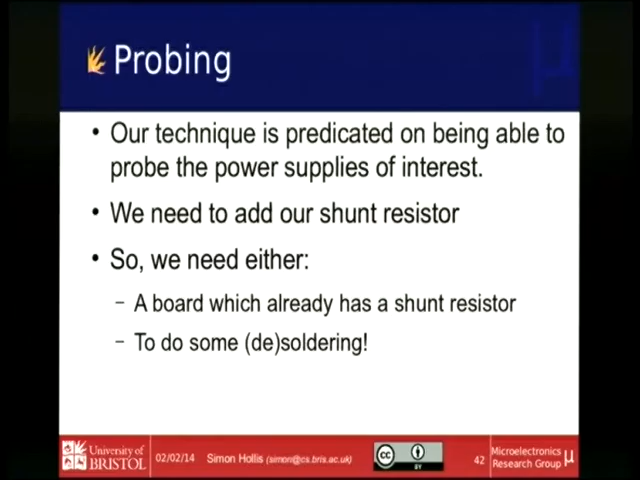 Probing
• Our technique is predicated on being able to
probe the power supplies of interest.
• We need to add our shunt resistor
• So, we need either:
– A board which already has a shunt resistor
– To do some (de)soldering!
University of
BRISTOL
02/02/14
Simon Hollis (simon@cs.bris.ac.uk)
cc
BY
42
Microelectronics
Research Group
μ